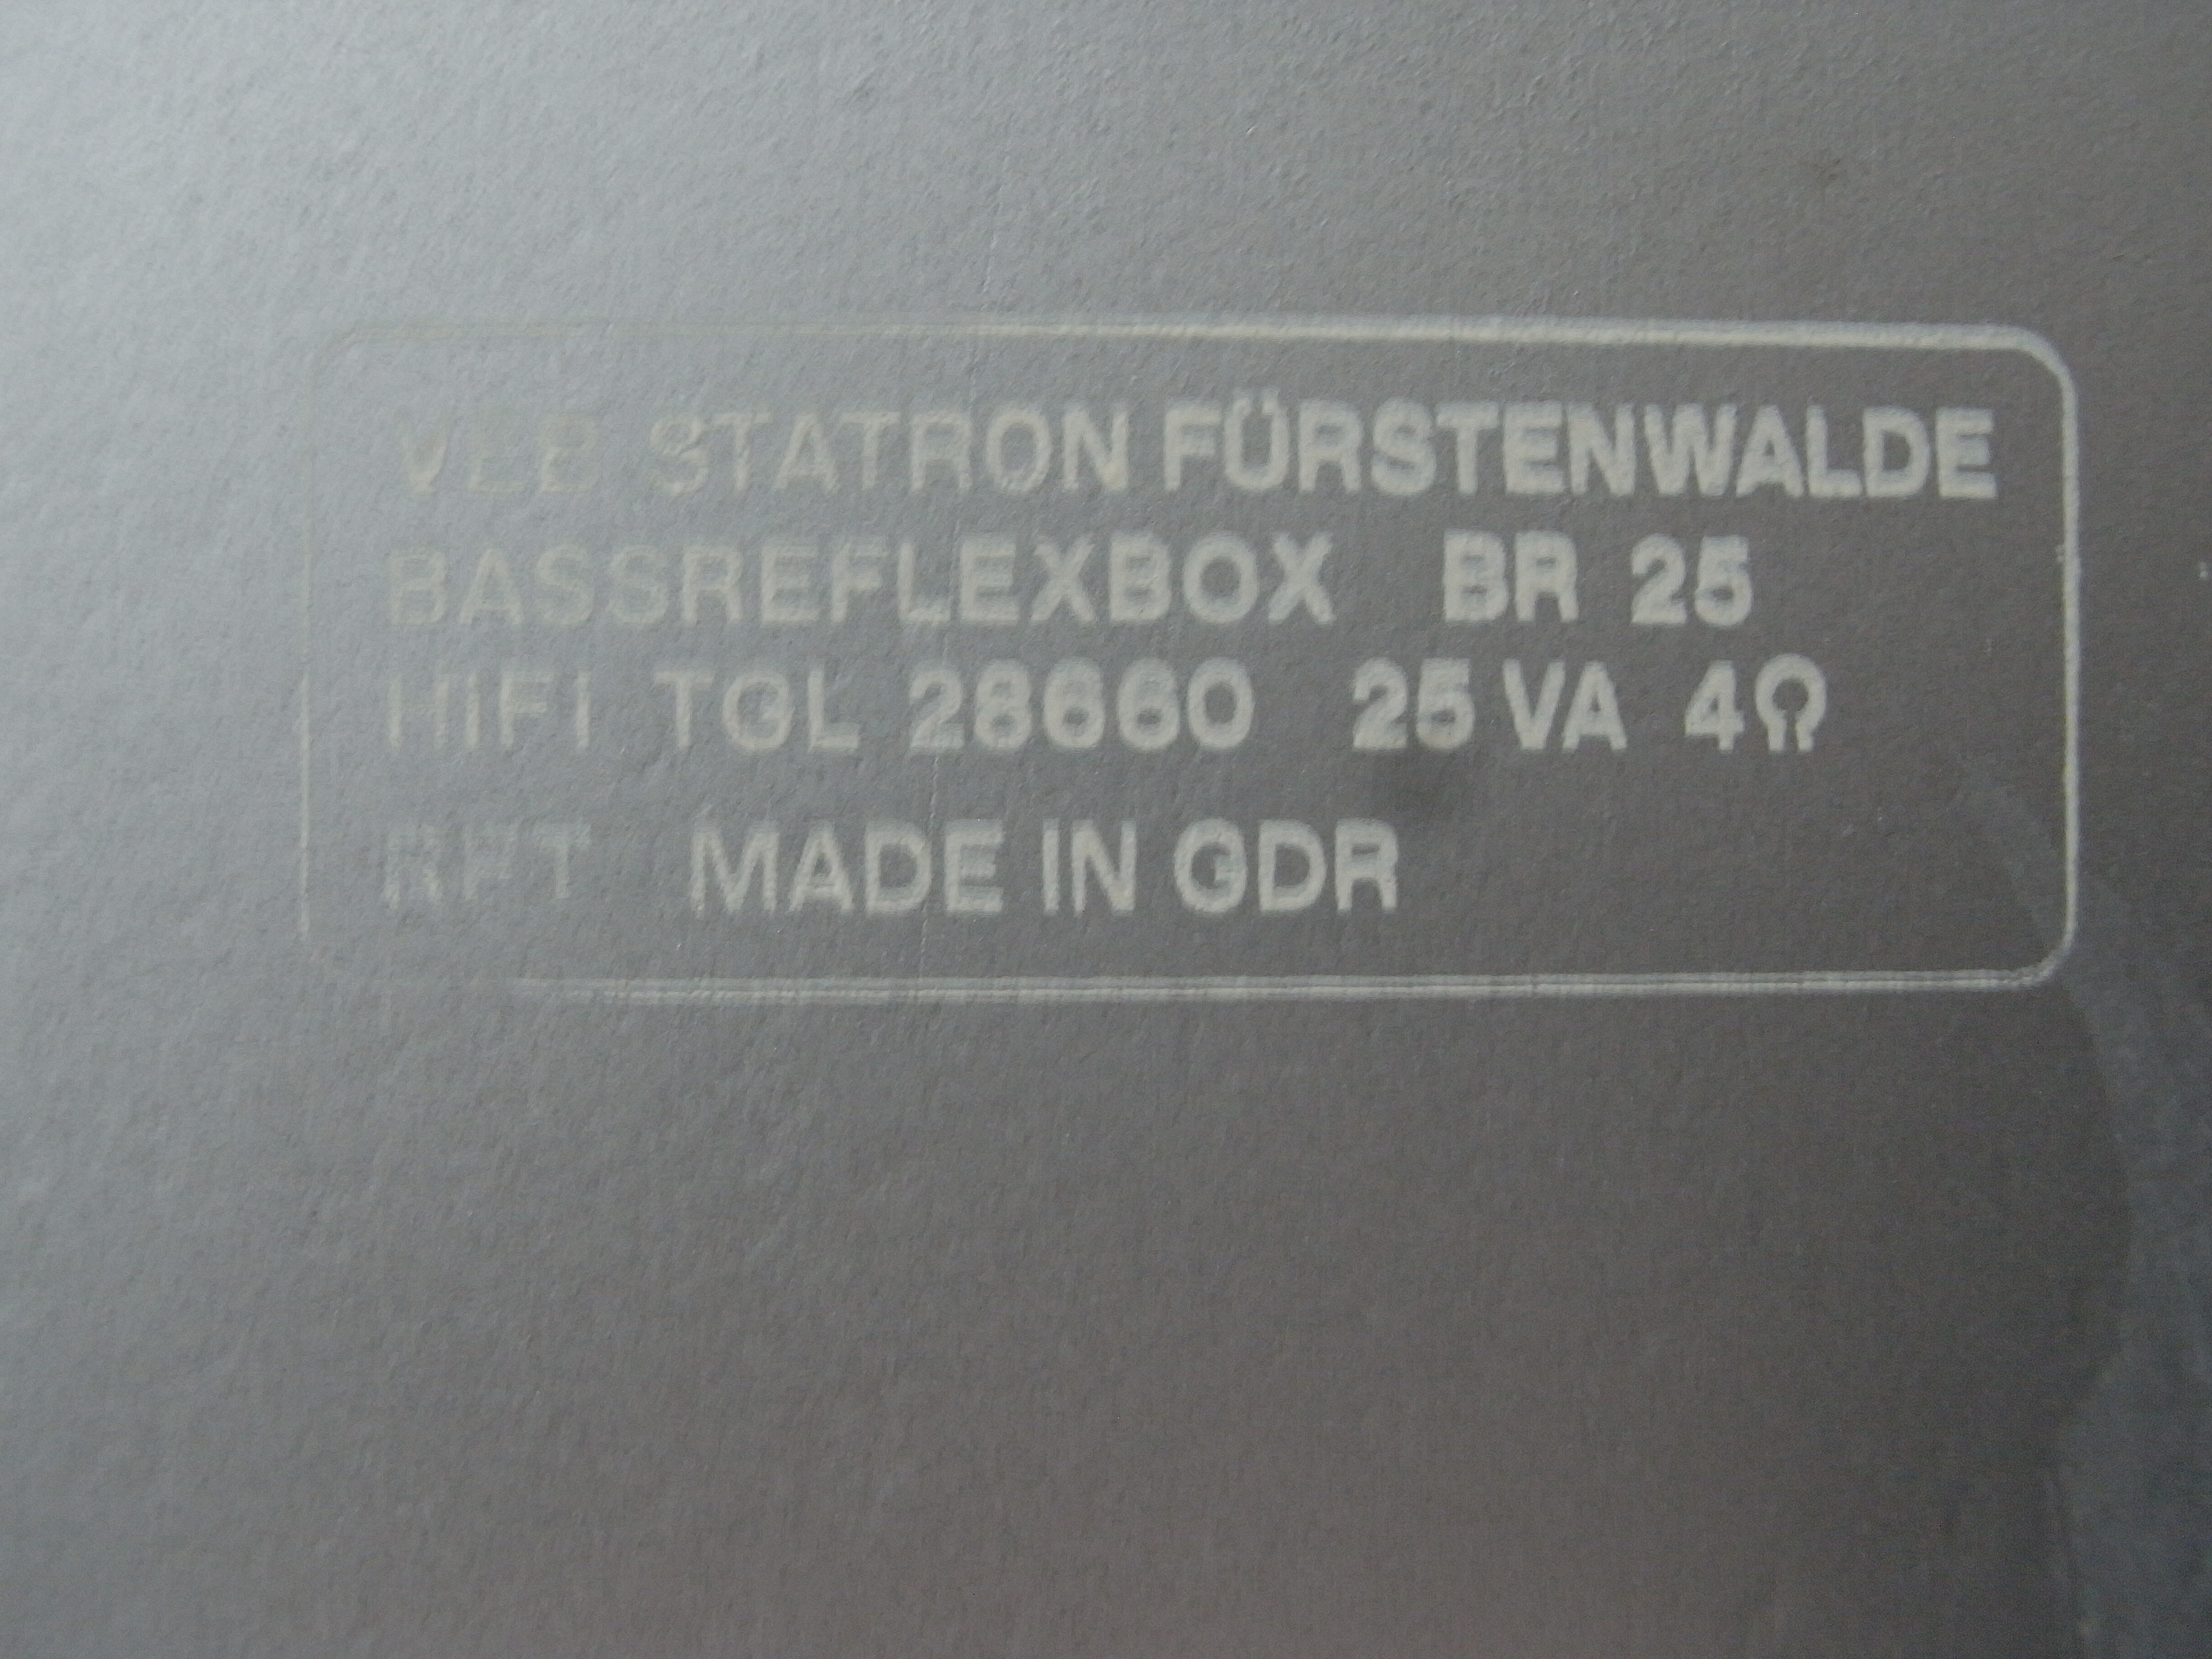 VEB STATRON FÜRSTENWALDE
BASSREFLEXBOX BR 25
HIFI TGL 28660 25 VA 4Ω
RFT MADE IN GDR